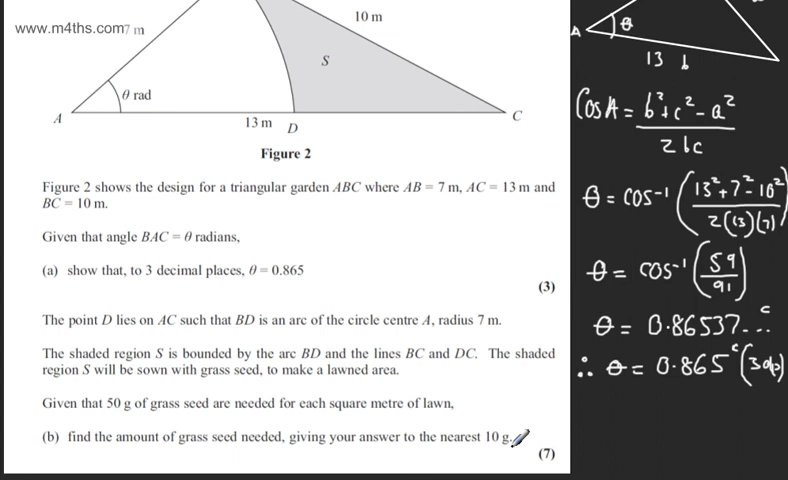 www.m4ths.com
7 m
10 m
S
θ rad
A
13 m
D
C
Figure 2
Figure 2 shows the design for a triangular garden ABC where AB = 7 m, AC = 13 m and
BC = 10 m.
Given that angle BAC = θ radians,
(a) show that, to 3 decimal places, θ = 0.865
(3)
The point D lies on AC such that BD is an arc of the circle centre A, radius 7 m.
The shaded region S is bounded by the arc BD and the lines BC and DC. The shaded
region S will be sown with grass seed, to make a lawned area.
Given that 50 g of grass seed are needed for each square metre of lawn,
(b) find the amount of grass seed needed, giving your answer to the nearest 10 g.
(7)
A
θ
13 b
Cos A = b² + c² - a²
2bc
θ = cos⁻¹ (13² + 7² - 10²
2(13)(7))
θ = cos⁻¹ (59
91)
θ = 0.86537...ᶜ
∴ θ = 0.865ᶜ (3dp)